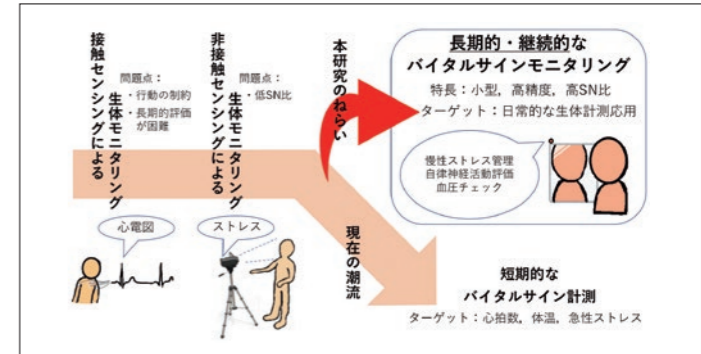 接触センシングによる
生体モニタリング
問題点：
・行動の制約
・長期的評価
が困難
心電図
非接触センシングによる
生体モニタリング
問題点：
・低SN比
ストレス
本研究のねらい
現在の潮流
長期的・継続的な
バイタルサインモニタリング
特長：小型，高精度，高SN比
ターゲット：日常的な生体計測応用
慢性ストレス管理
自律神経活動評価
血圧チェック
短期的な
バイタルサイン計測
ターゲット：心拍数，体温，急性ストレス